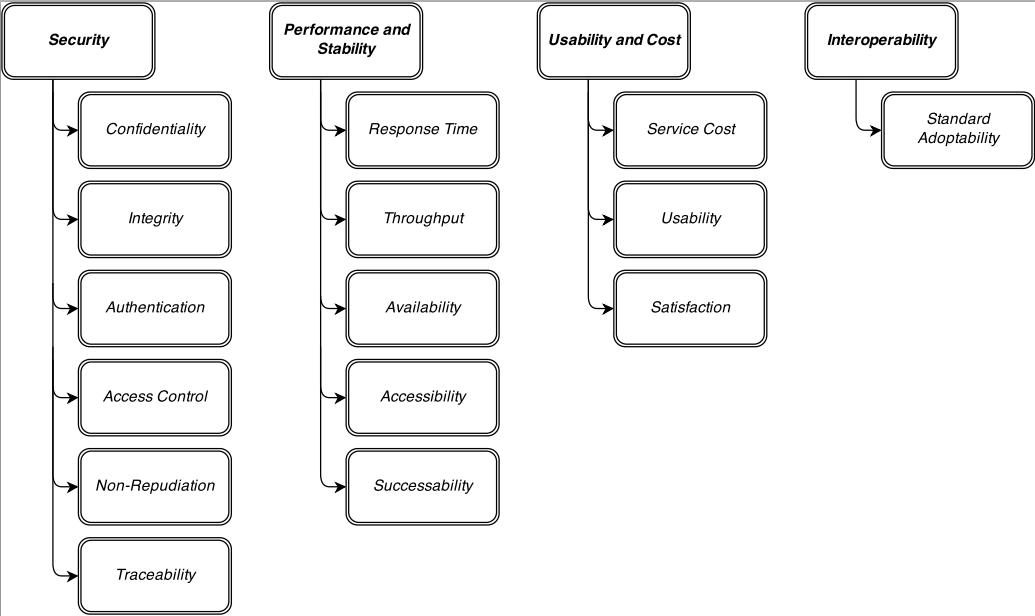 Security
Confidentiality
Integrity
Authentication
Access Control
Non-Repudiation
Traceability
Performance and
Stability
Response Time
Throughput
Availability
Accessibility
Successability
Usability and Cost
Service Cost
Usability
Satisfaction
Interoperability
Standard
Adoptability